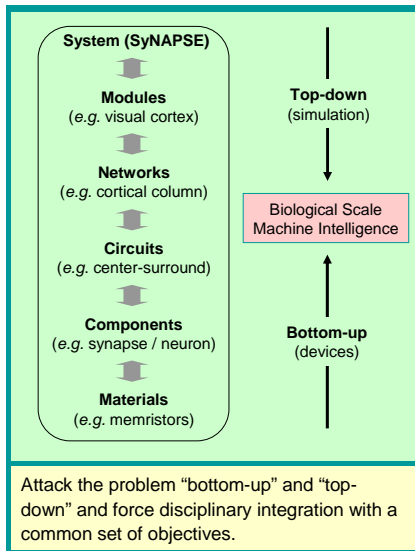 System (SyNAPSE)
Modules
(e.g. visual cortex)
Networks
(e.g. cortical column)
Circuits
(e.g. center-surround)
Components
(e.g. synapse / neuron)
Materials
(e.g. memristors)
Top-down
(simulation)
Biological Scale
Machine Intelligence
Bottom-up
(devices)
Attack the problem “bottom-up” and “top-
down” and force disciplinary integration with a
common set of objectives.